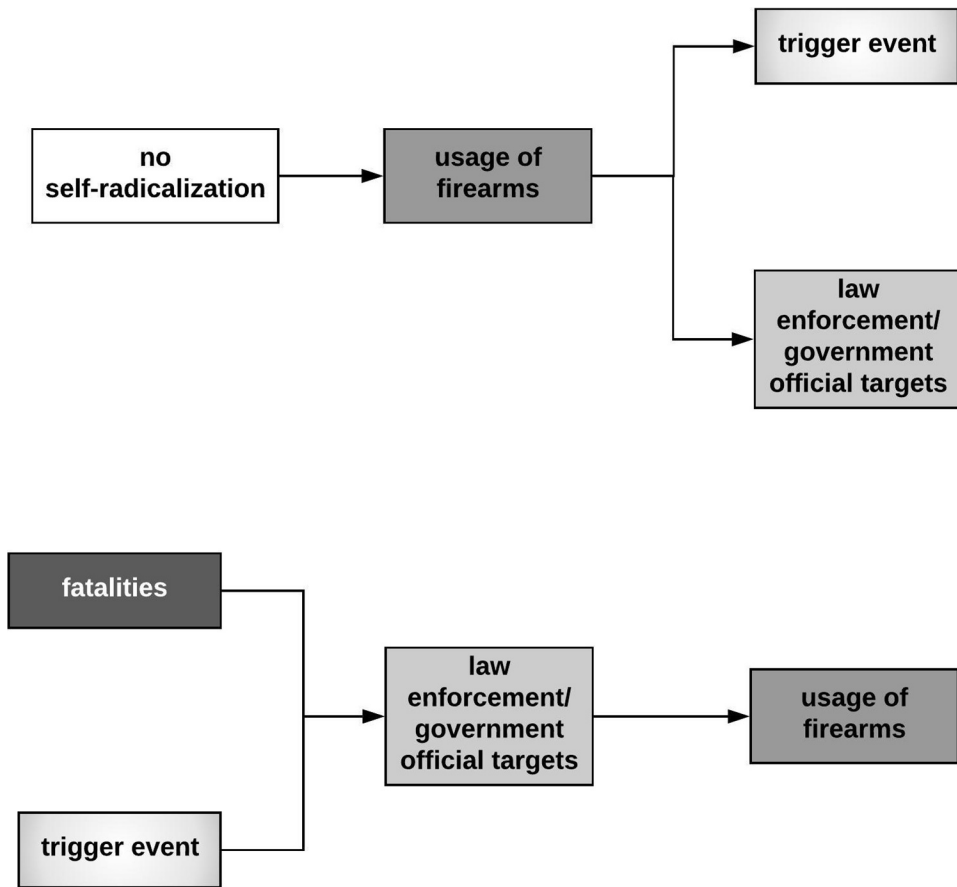 trigger event
no
self-radicalization
usage of
firearms
law
enforcement/
government
official targets
fatalities
law
enforcement/
government
official targets
usage of
firearms
trigger event